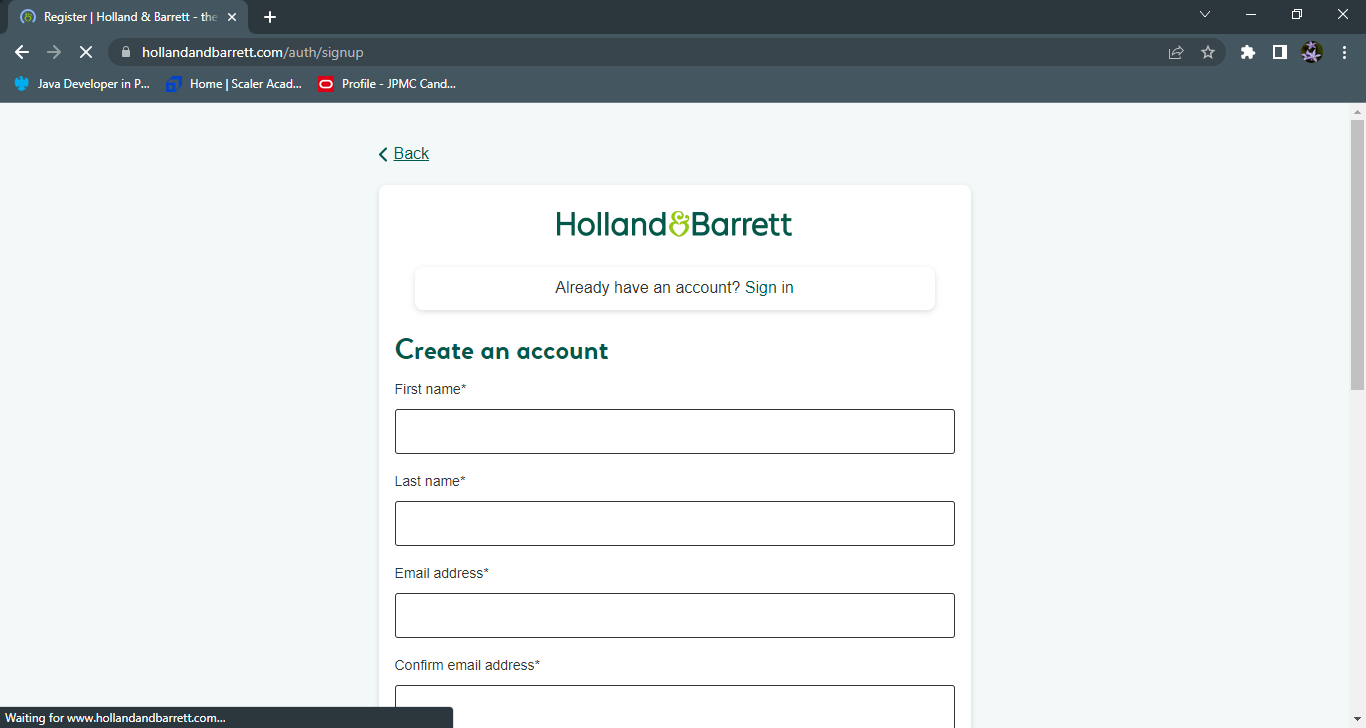 Register | Holland & Barrett - the
hollandandbarrett.com/auth/signup
Java Developer in P...
Home | Scaler Acad...
Profile - JPMC Cand...
Back
Holland&Barrett
Already have an account? Sign in
Create an account
First name*
Last name*
Email address*
Confirm email address*
Waiting for www.hollandandbarrett.com...